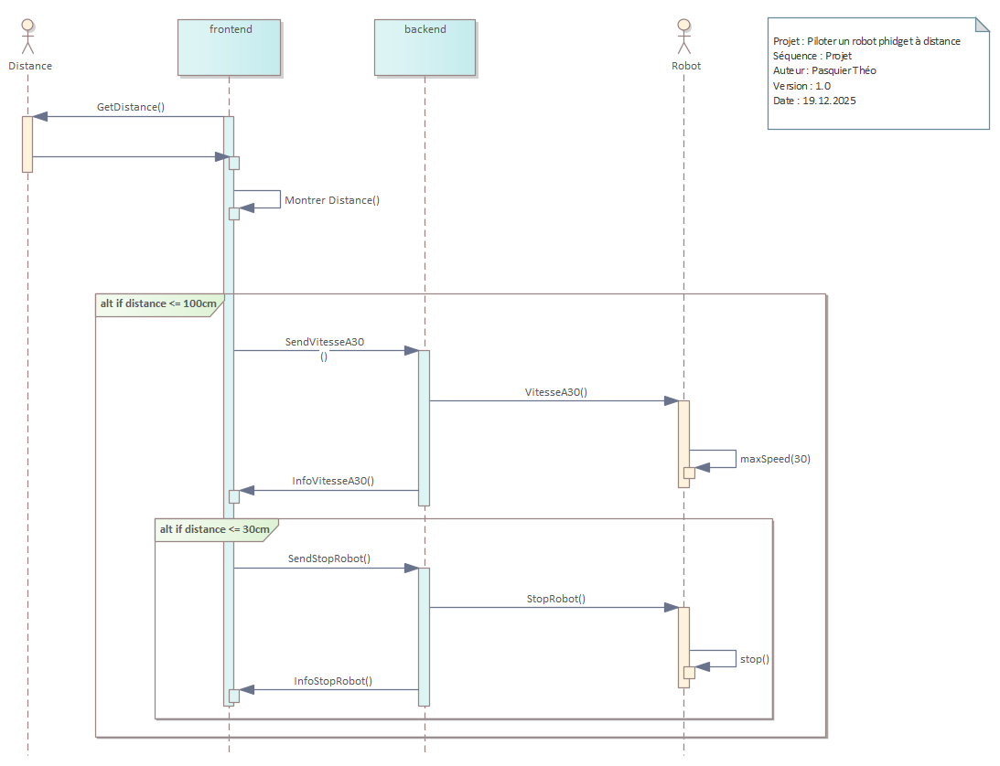 frontend
backend
Distance
Robot
Projet : Piloter un robot phidget à distance
Séquence : Projet
Auteur : Pasquier Théo
Version : 1.0
Date : 19.12.2025
GetDistance()
Montrer Distance()
alt if distance <= 100cm
SendVitesseA30
()
VitesseA30()
maxSpeed(30)
InfoVitesseA30()
alt if distance <= 30cm
SendStopRobot()
StopRobot()
stop()
InfoStopRobot()